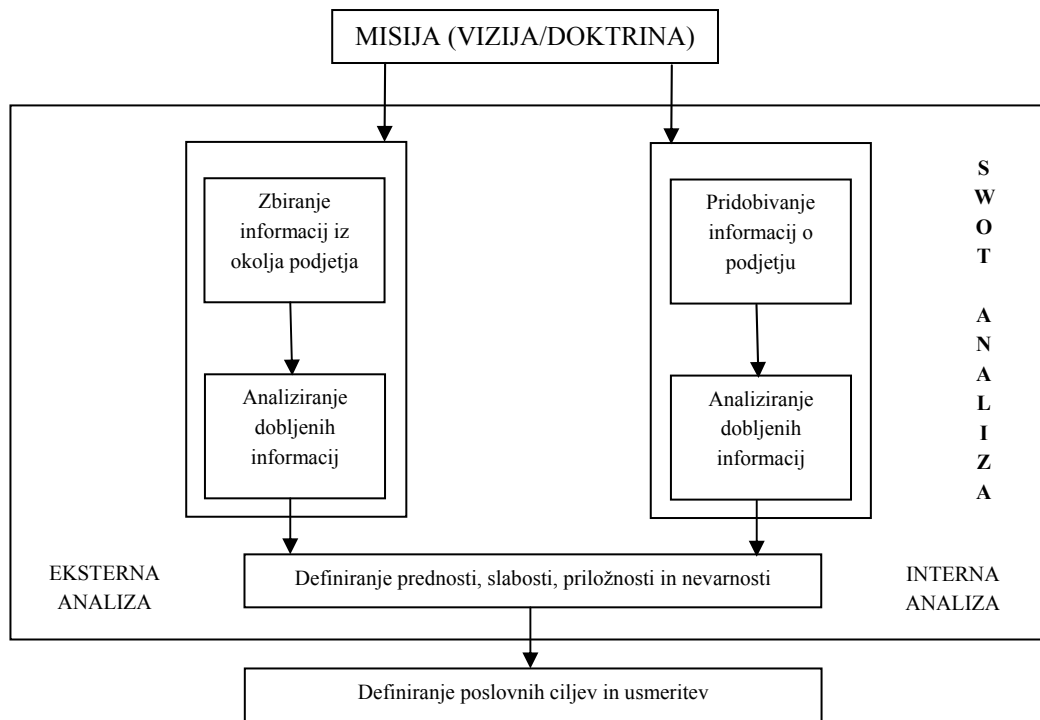 MISIJA (VIZIJA/DOKTRINA)
Zbiranje
informacij iz
okolja podjetja
Analiziranje
dobljenih
informacij
Pridobivanje
informacij o
podjetju
Analiziranje
dobljenih
informacij
S
W
O
T
A
N
A
L
I
Z
A
EKSTERNA
ANALIZA
Definiranje prednosti, slabosti, priložnosti in nevarnosti
INTERNA
ANALIZA
Definiranje poslovnih ciljev in usmeritev